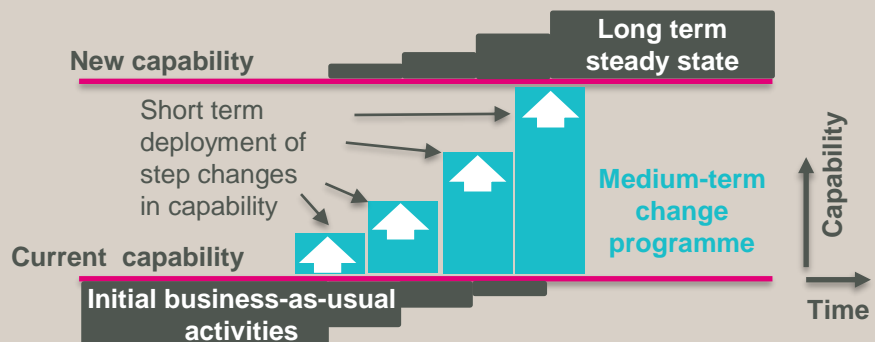 Long term
steady state
New capability
Short term
deployment of
step changes
in capability
Medium-term
change
programme
Capability
Current capability
Time
Initial business-as-usual
activities